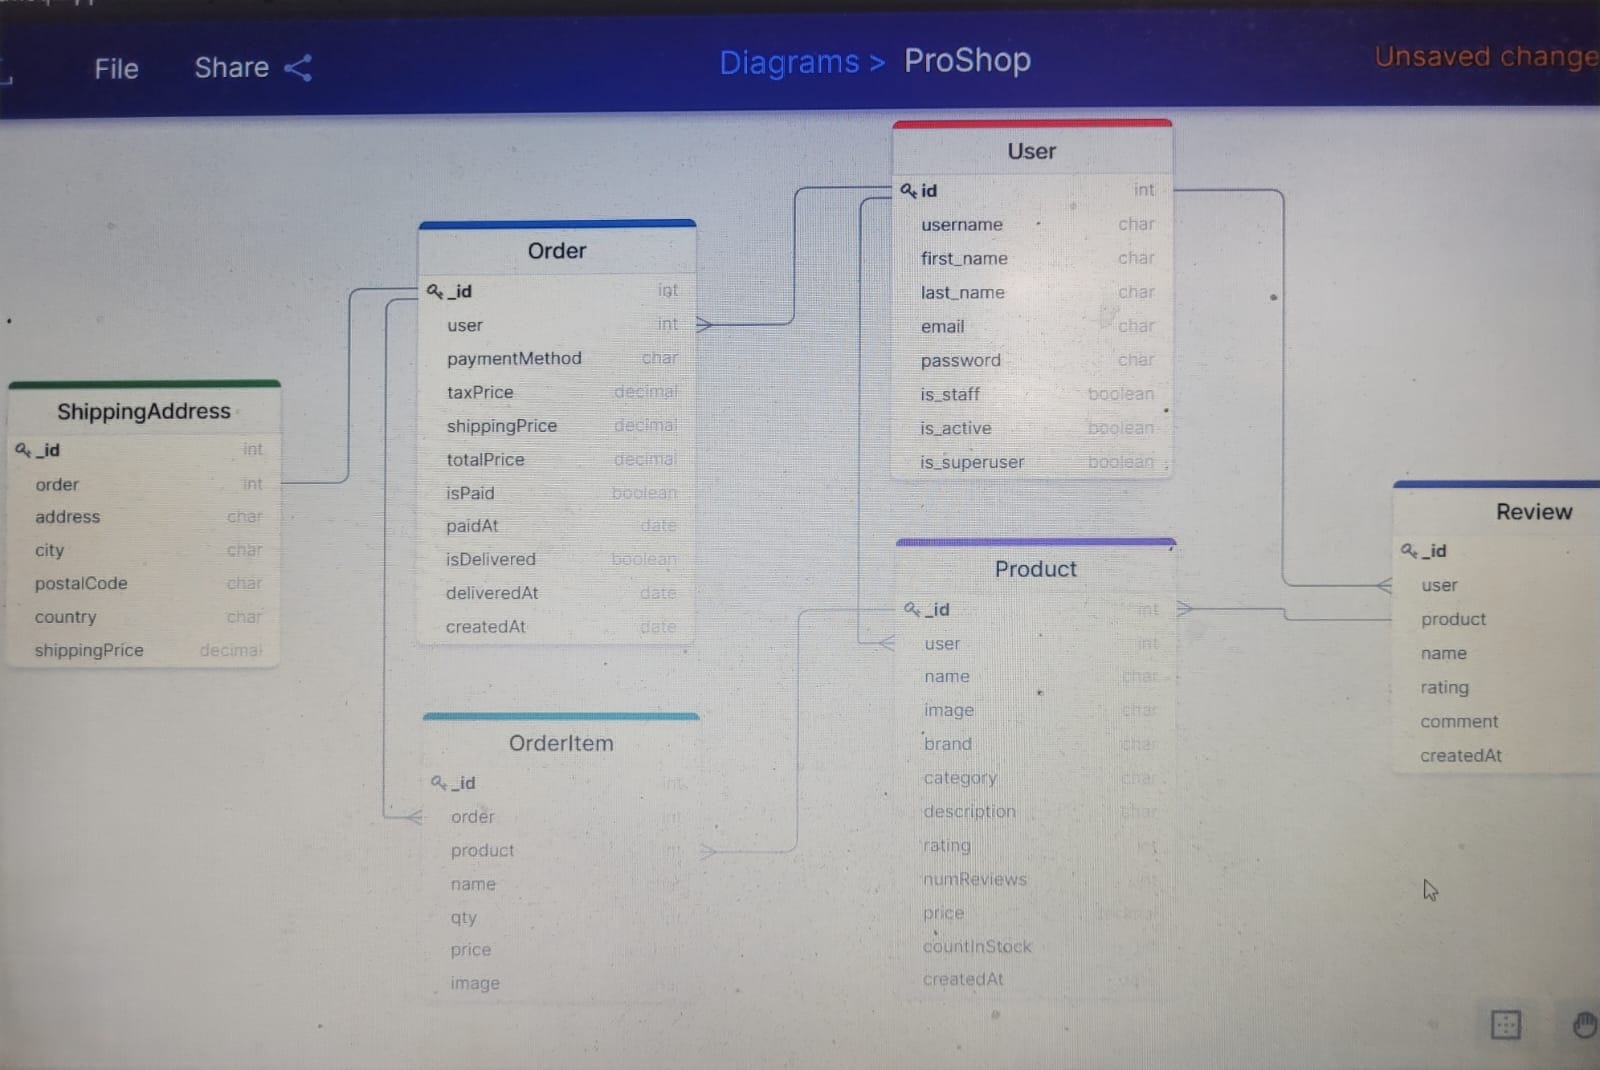 File Share Diagrams > ProShop Unsaved change
User
id int
username char
first_name char
last_name char
email char
password char
is_staff boolean
is_active boolean
is_superuser boolean
Order
_id int
user int
paymentMethod char
taxPrice decimal
shippingPrice decimal
totalPrice decimal
isPaid boolean
paidAt date
isDelivered boolean
deliveredAt date
createdAt date
ShippingAddress
_id int
order int
address char
city char
postalCode char
country char
shippingPrice decimal
Review
_id
user
product
name
rating
comment
createdAt
Product
_id int
user int
name char
image char
brand char
category char
description char
rating int
numReviews int
price decimal
countInStock
createdAt
OrderItem
_id int
order int
product int
name
qty
price
image